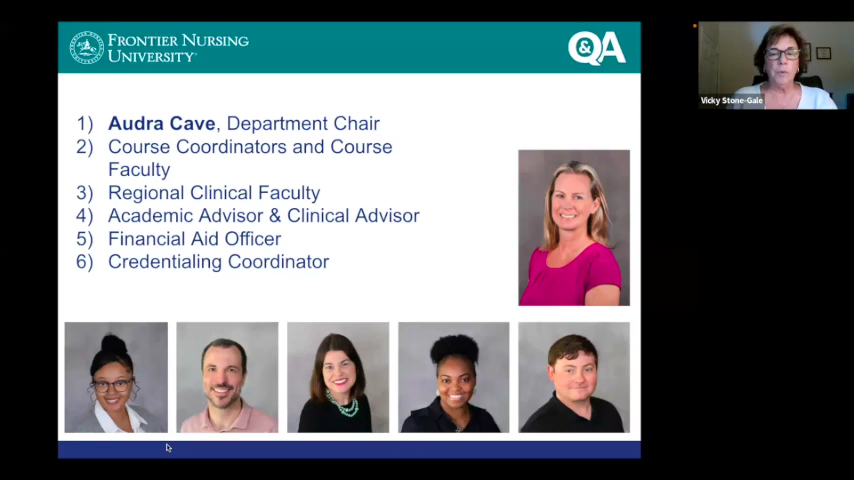 FRONTIER NURSING
UNIVERSITY
Q&A
1) Audra Cave, Department Chair
2) Course Coordinators and Course
Faculty
3) Regional Clinical Faculty
4) Academic Advisor & Clinical Advisor
5) Financial Aid Officer
6) Credentialing Coordinator
Vicky Stone-Gale